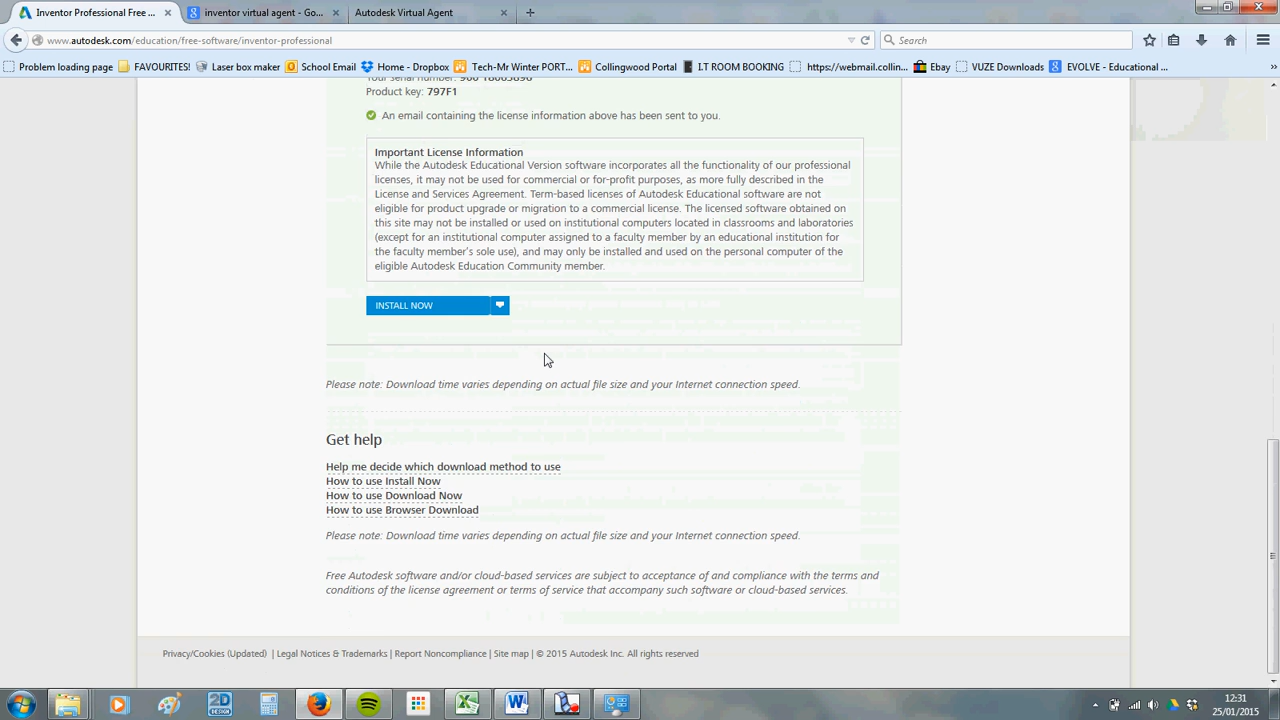 Inventor Professional Free ...
inventor virtual agent - Go...
Autodesk Virtual Agent
www.autodesk.com/education/free-software/inventor-professional
Search
Problem loading page
FAVOURITES!
Laser box maker
School Email
Home - Dropbox
Tech-Mr Winter PORT...
Collingwood Portal
I.T ROOM BOOKING
https://webmail.collin...
Ebay
VUZE Downloads
EVOLVE - Educational ...
Product key: 797F1
An email containing the license information above has been sent to you.
Important License Information
While the Autodesk Educational Version software incorporates all the functionality of our professional
licenses, it may not be used for commercial or for-profit purposes, as more fully described in the
License and Services Agreement. Term-based licenses of Autodesk Educational software are not
eligible for product upgrade or migration to a commercial license. The licensed software obtained on
this site may not be installed or used on institutional computers located in classrooms and laboratories
(except for an institutional computer assigned to a faculty member by an educational institution for
the faculty member's sole use), and may only be installed and used on the personal computer of the
eligible Autodesk Education Community member.
INSTALL NOW
Please note: Download time varies depending on actual file size and your Internet connection speed.
Get help
Help me decide which download method to use
How to use Install Now
How to use Download Now
How to use Browser Download
Please note: Download time varies depending on actual file size and your Internet connection speed.
Free Autodesk software and/or cloud-based services are subject to acceptance of and compliance with the terms and
conditions of the license agreement or terms of service that accompany such software or cloud-based services.
Privacy/Cookies (Updated) | Legal Notices & Trademarks | Report Noncompliance | Site map | © 2015 Autodesk Inc. All rights reserved
2D
DESIGN
12:31
25/01/2015